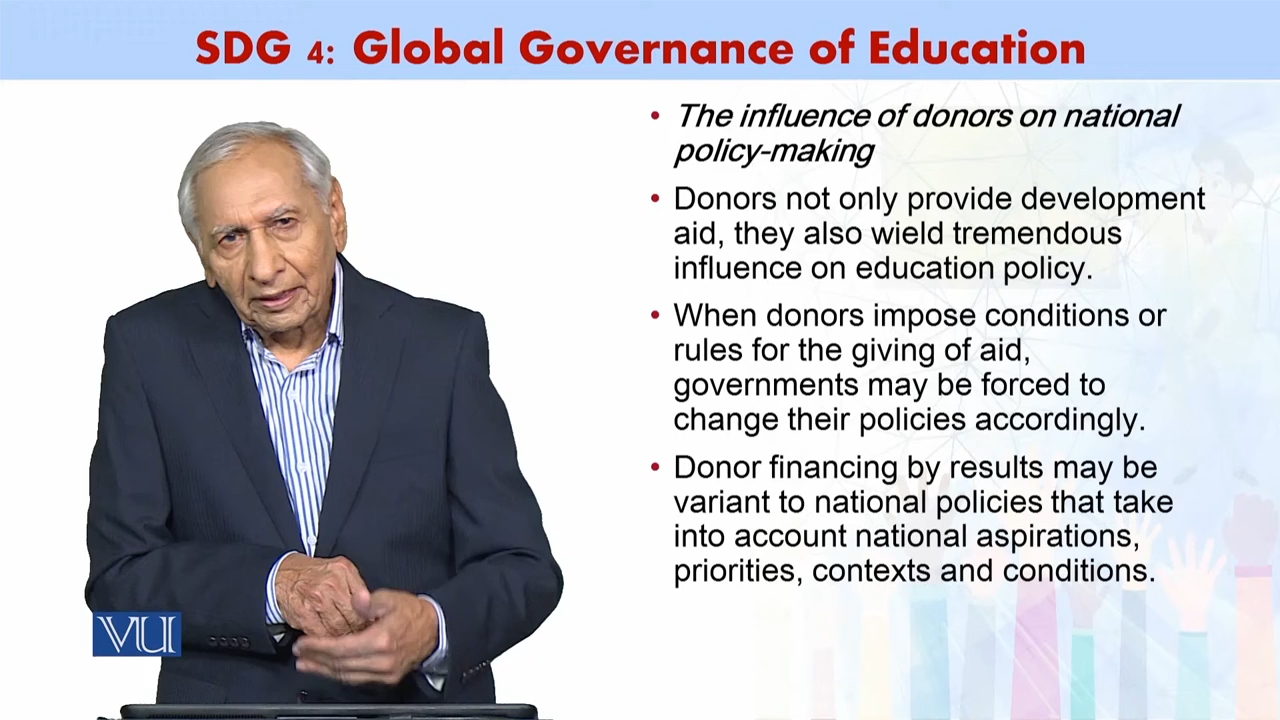 SDG 4: Global Governance of Education
• The influence of donors on national
policy-making
• Donors not only provide development
aid, they also wield tremendous
influence on education policy.
• When donors impose conditions or
rules for the giving of aid,
governments may be forced to
change their policies accordingly.
• Donor financing by results may be
variant to national policies that take
into account national aspirations,
priorities, contexts and conditions.
VU